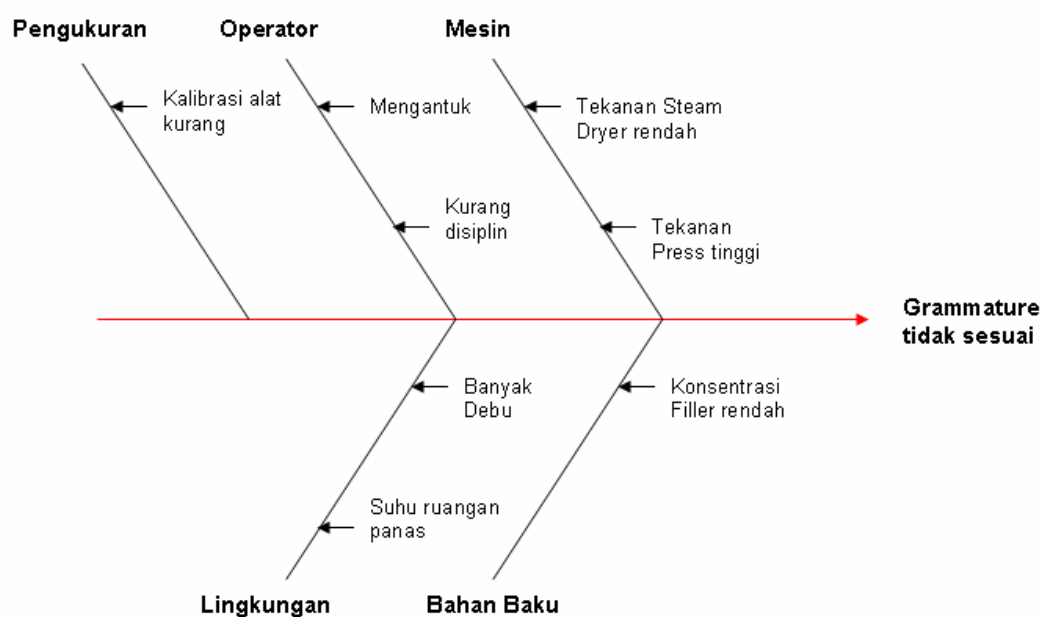 Pengukuran
Operator
Mesin
Kalibrasi alat
kurang
Mengantuk
Tekanan Steam
Dryer rendah
Kurang
disiplin
Tekanan
Press tinggi
Grammature
tidak sesuai
Banyak
Debu
Konsentrasi
Filler rendah
Suhu ruangan
panas
Lingkungan
Bahan Baku